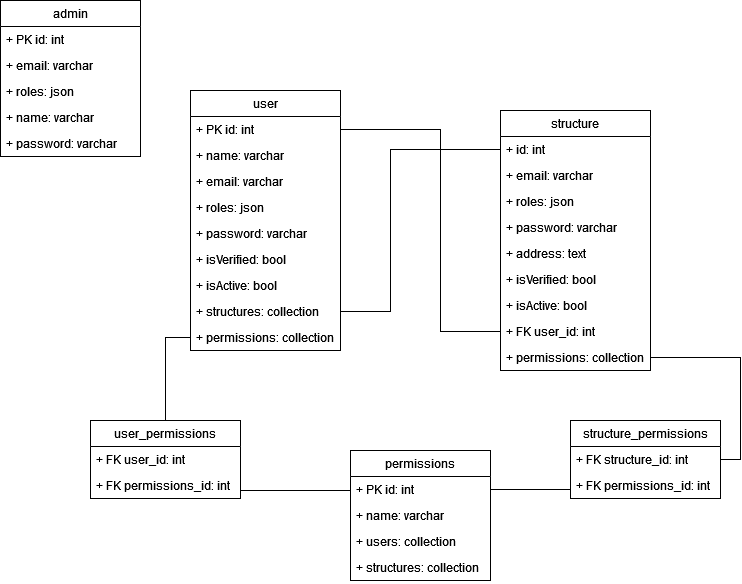 admin
+ PK id: int
+ email: varchar
+ roles: json
+ name: varchar
+ password: varchar
user
+ PK id: int
+ name: varchar
+ email: varchar
+ roles: json
+ password: varchar
+ isVerified: bool
+ isActive: bool
+ structures: collection
+ permissions: collection
structure
+ id: int
+ email: varchar
+ roles: json
+ password: varchar
+ address: text
+ isVerified: bool
+ isActive: bool
+ FK user_id: int
+ permissions: collection
user_permissions
+ FK user_id: int
+ FK permissions_id: int
permissions
+ PK id: int
+ name: varchar
+ users: collection
+ structures: collection
structure_permissions
+ FK structure_id: int
+ FK permissions_id: int